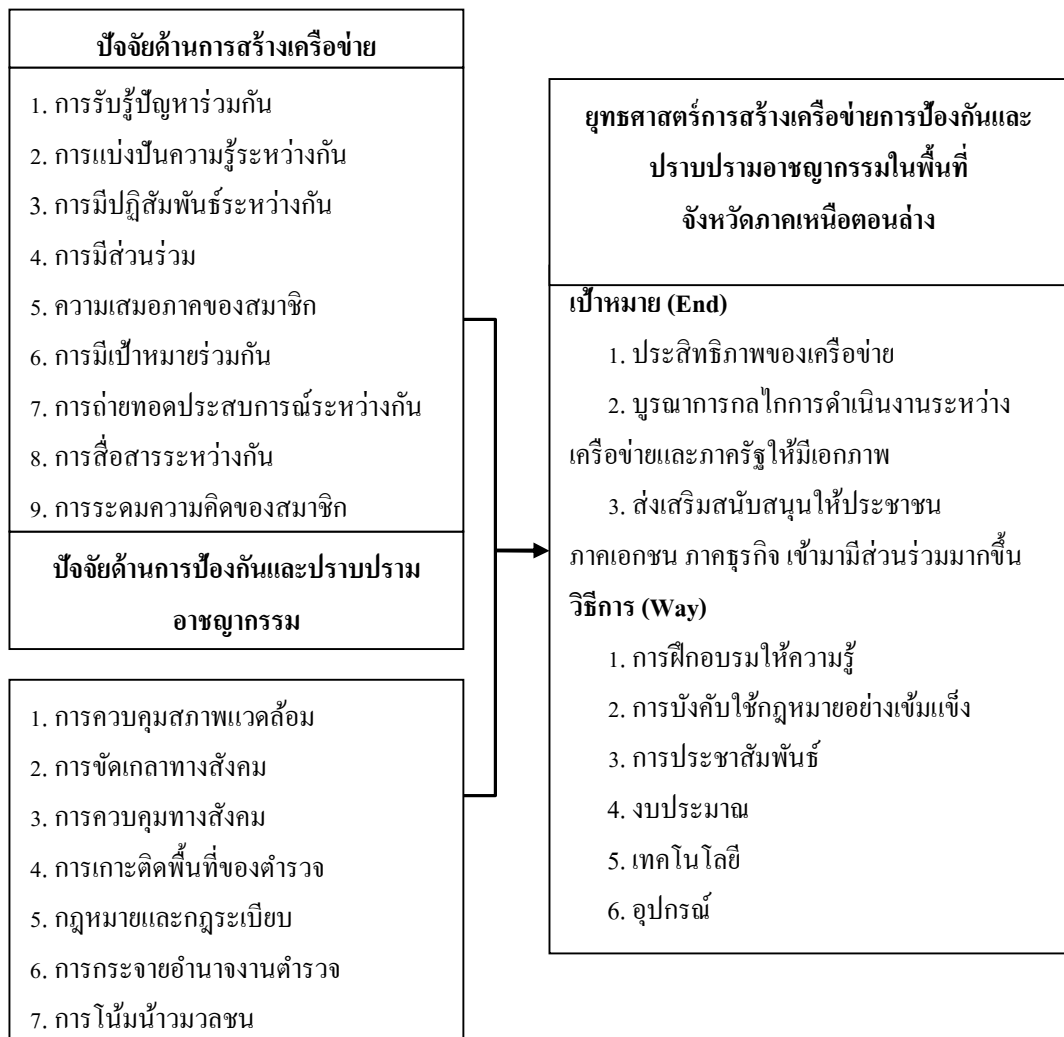 ปัจจัยด้านการสร้างเครือข่าย
1. การรับรู้ปัญหาร่วมกัน
2. การแบ่งปันความรู้ระหว่างกัน
3. การมีปฏิสัมพันธ์ระหว่างกัน
4. การมีส่วนร่วม
5. ความเสมอภาคของสมาชิก
6. การมีเป้าหมายร่วมกัน
7. การถ่ายทอดประสบการณ์ระหว่างกัน
8. การสื่อสารระหว่างกัน
9. การระดมความคิดของสมาชิก
ปัจจัยด้านการป้องกันและปราบปราม
อาชญากรรม
1. การควบคุมสภาพแวดล้อม
2. การขัดเกลาทางสังคม
3. การควบคุมทางสังคม
4. การเกาะติดพื้นที่ของตำรวจ
5. กฎหมายและกฎระเบียบ
6. การกระจายอำนาจงานตำรวจ
7. การโน้มน้าวมวลชน
ยุทธศาสตร์การสร้างเครือข่ายการป้องกันและ
ปราบปรามอาชญากรรมในพื้นที่
จังหวัดภาคเหนือตอนล่าง
เป้าหมาย (End)
1. ประสิทธิภาพของเครือข่าย
2. บูรณาการกลไกการดำเนินงานระหว่าง
เครือข่ายและภาครัฐให้มีเอกภาพ
3. ส่งเสริมสนับสนุนให้ประชาชน
ภาคเอกชน ภาคธุรกิจ เข้ามามีส่วนร่วมมากขึ้น
วิธีการ (Way)
1. การฝึกอบรมให้ความรู้
2. การบังคับใช้กฎหมายอย่างเข้มแข็ง
3. การประชาสัมพันธ์
4. งบประมาณ
5. เทคโนโลยี
6. อุปกรณ์